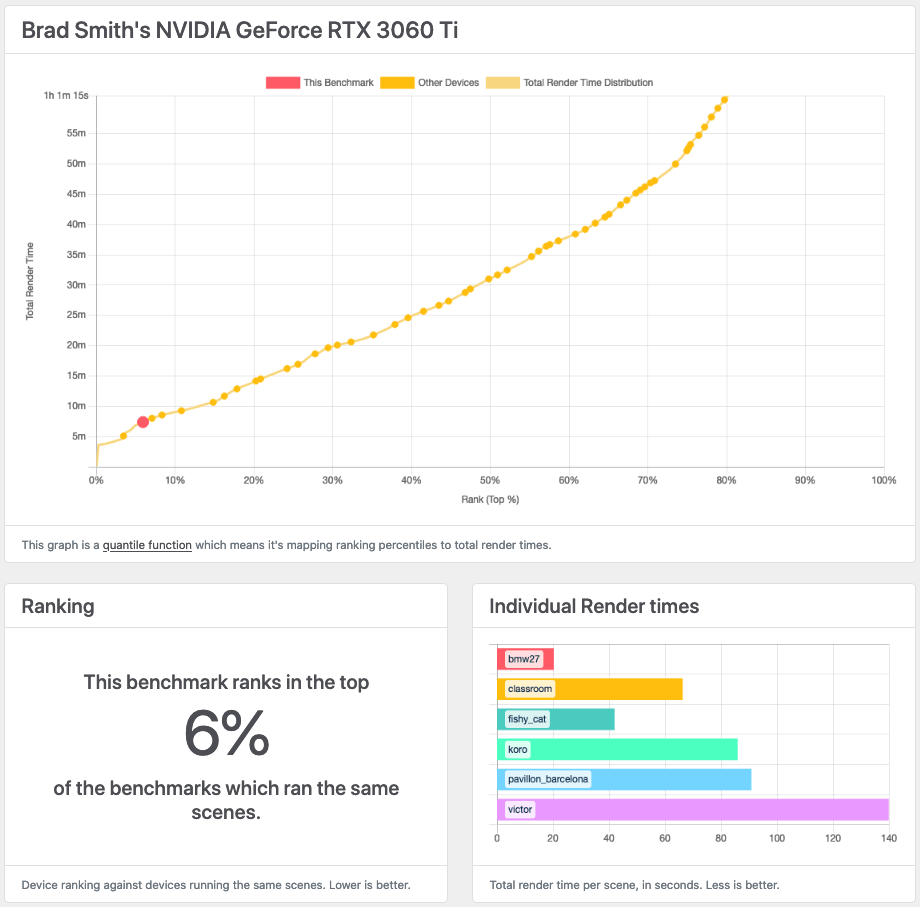 Brad Smith's NVIDIA GeForce RTX 3060 Ti
This Benchmark
Other Devices
Total Render Time Distribution
1h 1m 15s
55m
50m
45m
40m
35m
30m
25m
20m
15m
10m
5m
Total Render Time
0%
10%
20%
30%
40%
50%
60%
70%
80%
90%
100%
Rank (Top %)
This graph is a quantile function which means it's mapping ranking percentiles to total render times.
Ranking
This benchmark ranks in the top
6%
of the benchmarks which ran the same
scenes.
Device ranking against devices running the same scenes. Lower is better.
Individual Render times
bmw27
classroom
fishy_cat
koro
pavillon_barcelona
victor
0
20
40
60
80
100
120
140
Total render time per scene, in seconds. Less is better.